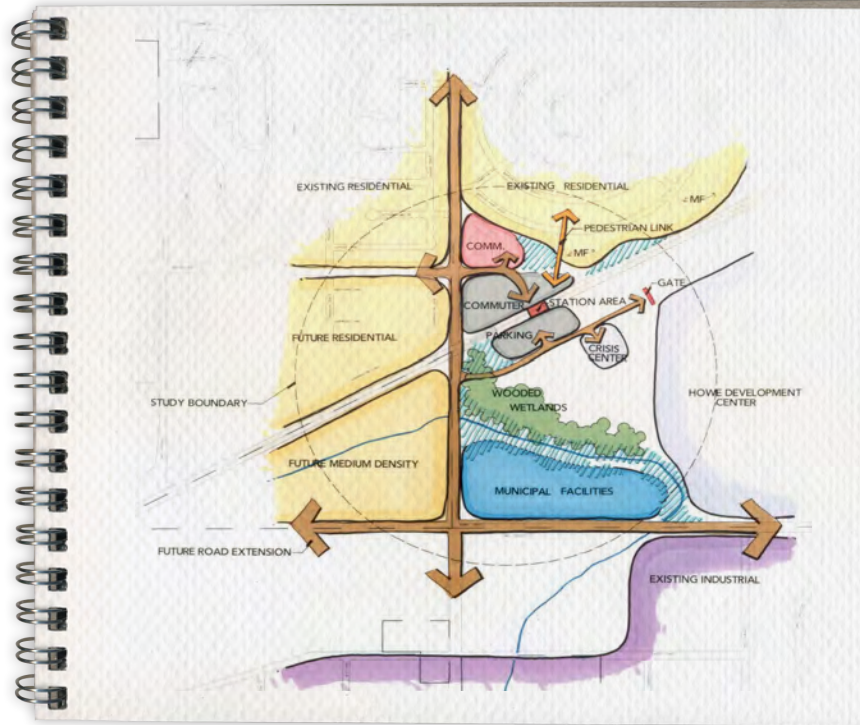 EXISTING RESIDENTIAL
EXISTING RESIDENTIAL
MF
PEDESTRIAN LINK
COMM.
MF
GATE
COMMUTER
STATION AREA
PARKING
FUTURE RESIDENTIAL
CRISIS
CENTER
STUDY BOUNDARY
WOODED
WETLANDS
HOWE DEVELOPMENT
CENTER
FUTURE MEDIUM DENSITY
MUNICIPAL FACILITIES
FUTURE ROAD EXTENSION
EXISTING INDUSTRIAL